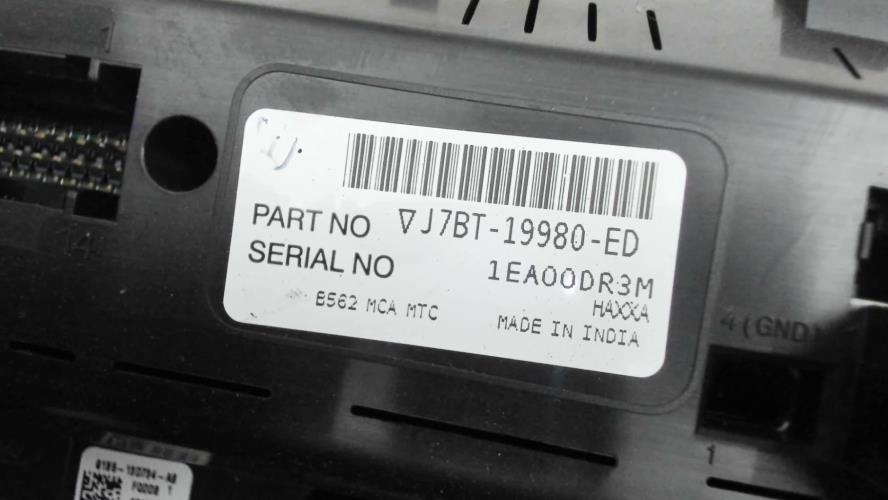 1
14
PART NO ∇J7BT-19980-ED
SERIAL NO 1EA00DR3M
HAXXA
B562 MCA MTC MADE IN INDIA
4(GND)
1